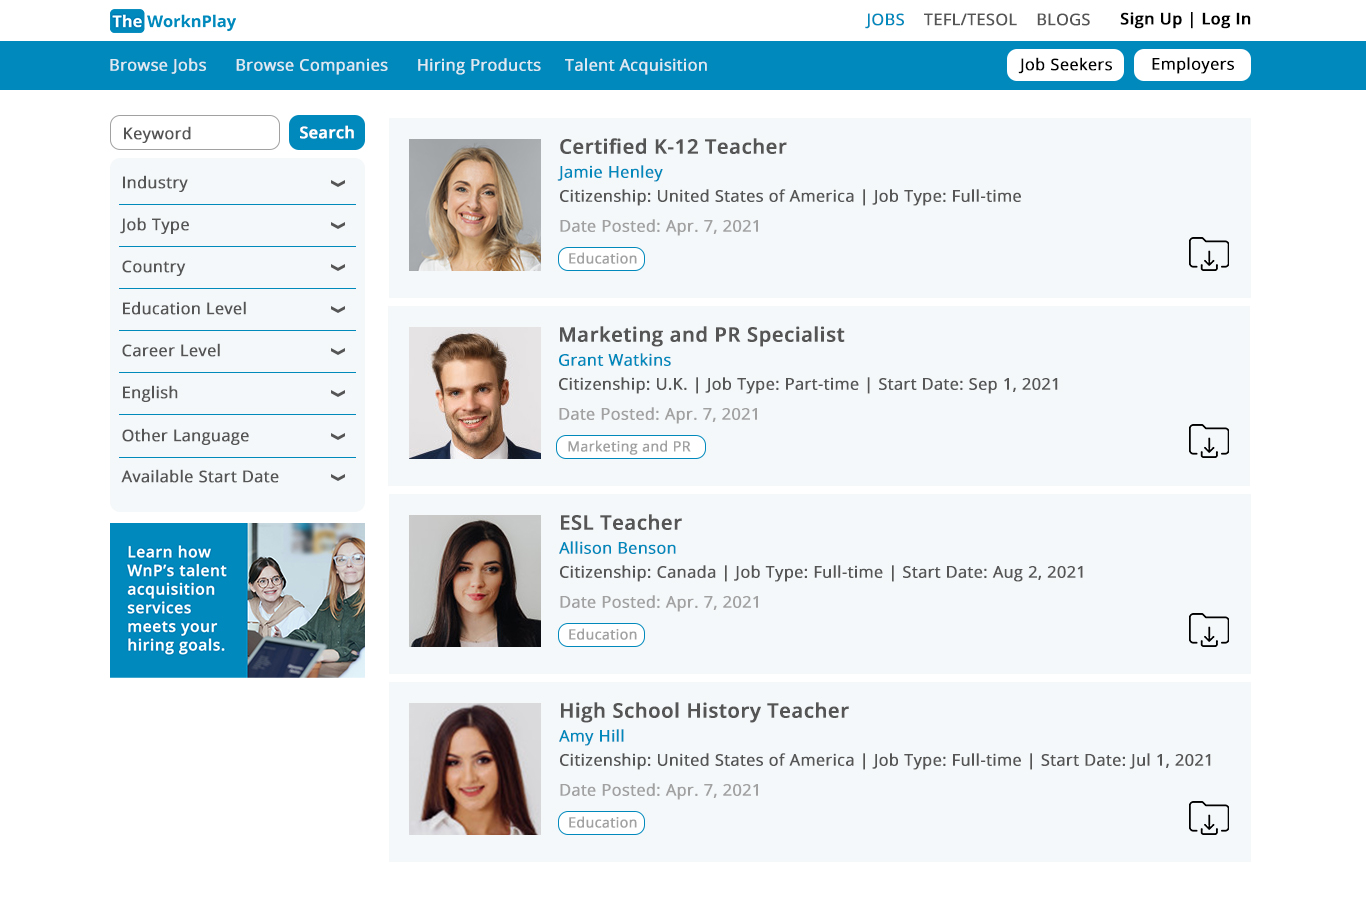 The WorknPlay
JOBS TEFL/TESOL BLOGS Sign Up | Log In
Browse Jobs Browse Companies Hiring Products Talent Acquisition Job Seekers Employers
Keyword Search
Industry
Job Type
Country
Education Level
Career Level
English
Other Language
Available Start Date
Learn how
WnP's talent
acquisition
services
meets your
hiring goals.
Certified K-12 Teacher
Jamie Henley
Citizenship: United States of America | Job Type: Full-time
Date Posted: Apr. 7, 2021
Education
Marketing and PR Specialist
Grant Watkins
Citizenship: U.K. | Job Type: Part-time | Start Date: Sep 1, 2021
Date Posted: Apr. 7, 2021
Marketing and PR
ESL Teacher
Allison Benson
Citizenship: Canada | Job Type: Full-time | Start Date: Aug 2, 2021
Date Posted: Apr. 7, 2021
Education
High School History Teacher
Amy Hill
Citizenship: United States of America | Job Type: Full-time | Start Date: Jul 1, 2021
Date Posted: Apr. 7, 2021
Education